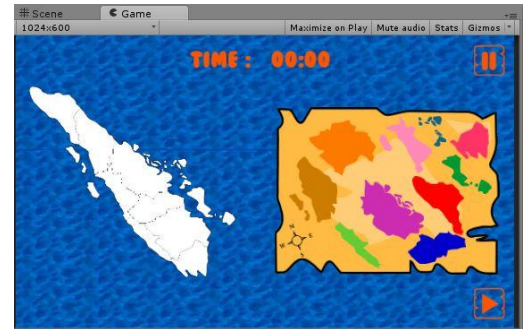 Scene Game
1024x600 Maximize on Play Mute audio Stats Gizmos
TIME : 00:00